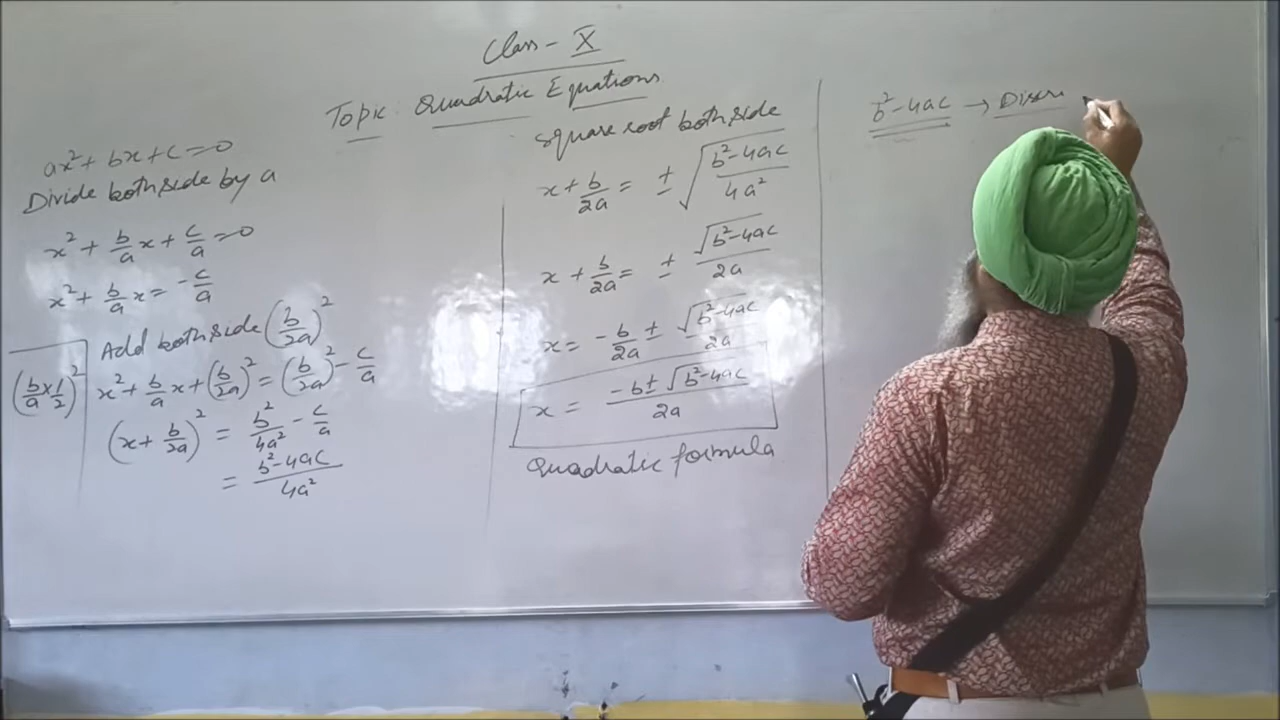 Class - X
Topic: Quadratic Equations
ax² + bx + c = 0
Divide both side by a
x² + b/a x + c/a = 0
x² + b/a x = -c/a
Add both side (b/2a)²
(b/a × 1/2)²
x² + b/a x + (b/2a)² = (b/2a)² - c/a
(x + b/2a)² = b²/4a² - c/a
= b²-4ac/4a²
square root both side
x + b/2a = ± √(b²-4ac/4a²)
x + b/2a = ± √(b²-4ac)/2a
x = -b/2a ± √(b²-4ac)/2a
x = -b ± √(b²-4ac)/2a
Quadratic formula
b²-4ac → Discri